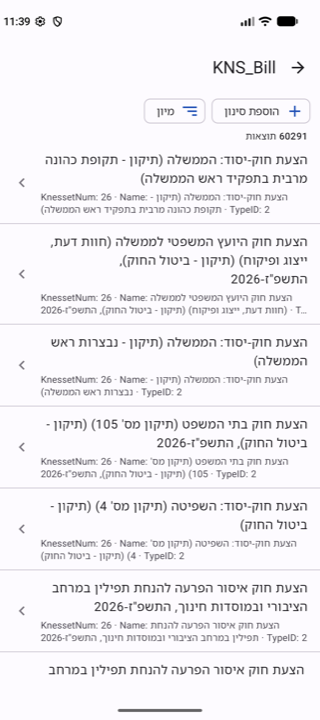 11:39
KNS_Bill
הוספת סינון
מיון
60291 תוצאות
הצעת חוק-יסוד: הממשלה (תיקון - תקופת כהונה
מרבית בתפקיד ראש הממשלה)
KnessetNum: 26 · Name: הצעת חוק-יסוד: הממשלה (תיקון -
תקופת כהונה מרבית בתפקיד ראש הממשלה) · TypeID: 2
הצעת חוק היועץ המשפטי לממשלה (חוות דעת,
ייצוג ופיקוח) (תיקון - ביטול החוק),
התשפ"ז-2026
KnessetNum: 26 · Name: הצעת חוק היועץ המשפטי לממשלה
(חוות דעת, ייצוג ופיקוח) (תיקון - ביטול החוק), התשפ"ז-2026 · T...
הצעת חוק-יסוד: הממשלה (תיקון - נבצרות ראש
הממשלה)
KnessetNum: 26 · Name: הצעת חוק-יסוד: הממשלה (תיקון -
נבצרות ראש הממשלה) · TypeID: 2
הצעת חוק בתי המשפט (תיקון מס' 105) (תיקון -
ביטול החוק), התשפ"ז-2026
KnessetNum: 26 · Name: הצעת חוק בתי המשפט (תיקון מס'
105) (תיקון - ביטול החוק), התשפ"ז-2026 · TypeID: 2
הצעת חוק-יסוד: השפיטה (תיקון מס' 4) (תיקון -
ביטול החוק)
KnessetNum: 26 · Name: הצעת חוק-יסוד: השפיטה (תיקון מס'
4) (תיקון - ביטול החוק) · TypeID: 2
הצעת חוק איסור הפרעה להנחת תפילין במרחב
הציבורי ובמוסדות חינוך, התשפ"ז-2026
KnessetNum: 26 · Name: הצעת חוק איסור הפרעה להנחת
תפילין במרחב הציבורי ובמוסדות חינוך, התשפ"ז-2026 · TypeID: 2
הצעת חוק איסור הפרעה להנחת תפילין במרחב